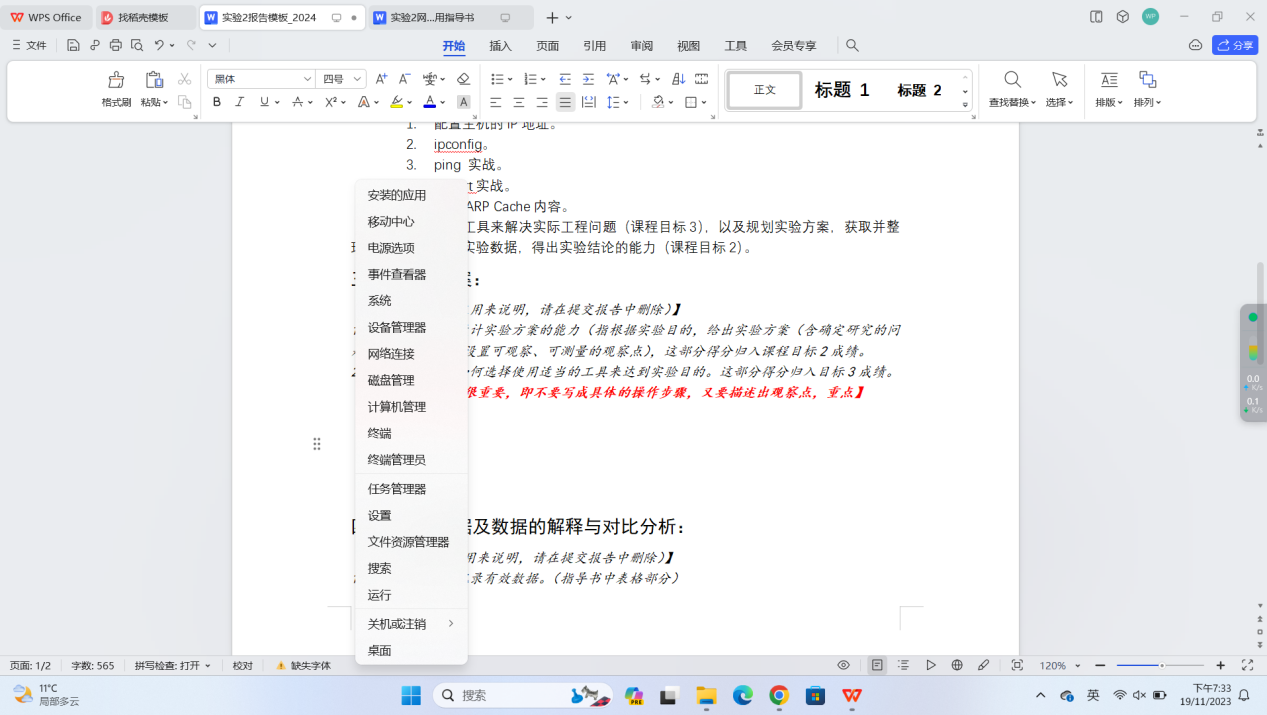 WPS Office
找稻壳模板
实验2报告模板_2024
实验2网...用指导书
WP
文件
开始 插入 页面 引用 审阅 视图 工具 会员专享
分享
格式刷 粘贴
黑体 四号
正文
标题 1
标题 2
查找替换 选择 排版 排列
1. 配置主机的 IP 地址。
2. ipconfig。
3. ping 实战。
t 实战。
ARP Cache 内容。
工具来解决实际工程问题（课程目标 3），以及规划实验方案，获取并整
实验数据，得出实验结论的能力（课程目标 2）。
：
用来说明，请在提交报告中删除）】
计实验方案的能力（指根据实验目的，给出实验方案（含确定研究的问
设置可观察、可测量的观察点），这部分得分归入课程目标 2 成绩。
何选择使用适当的工具来达到实验目的。这部分得分归入目标 3 成绩。
很重要，即不要写成具体的操作步骤，又要描述出观察点，重点】
及数据的解释与对比分析：
用来说明，请在提交报告中删除）】
录有效数据。（指导书中表格部分）
安装的应用
移动中心
电源选项
事件查看器
系统
设备管理器
网络连接
磁盘管理
计算机管理
终端
终端管理员
任务管理器
设置
文件资源管理器
搜索
运行
关机或注销
桌面
0.0
K/s
0.1
K/s
页面: 1/2 字数: 565 拼写检查: 打开 校对 缺失字体
120%
11°C
局部多云
搜索
PRE
英
下午7:33
19/11/2023